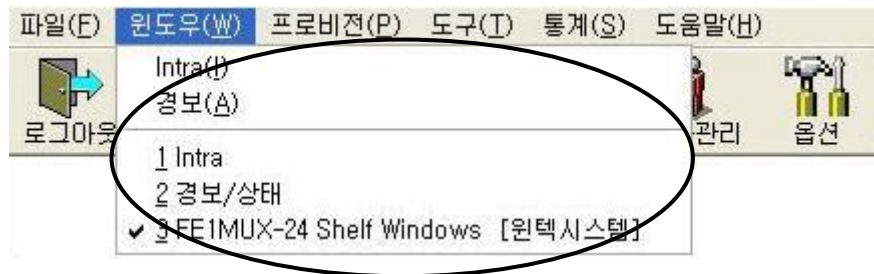 파일(F) 윈도우(W) 프로비전(P) 도구(T) 통계(S) 도움말(H)
Intra(I)
경보(A)
로그아웃 관리 옵션
1 Intra
2 경보/상태
3 FE1MUX-24 Shelf Windows [윈텍시스템]